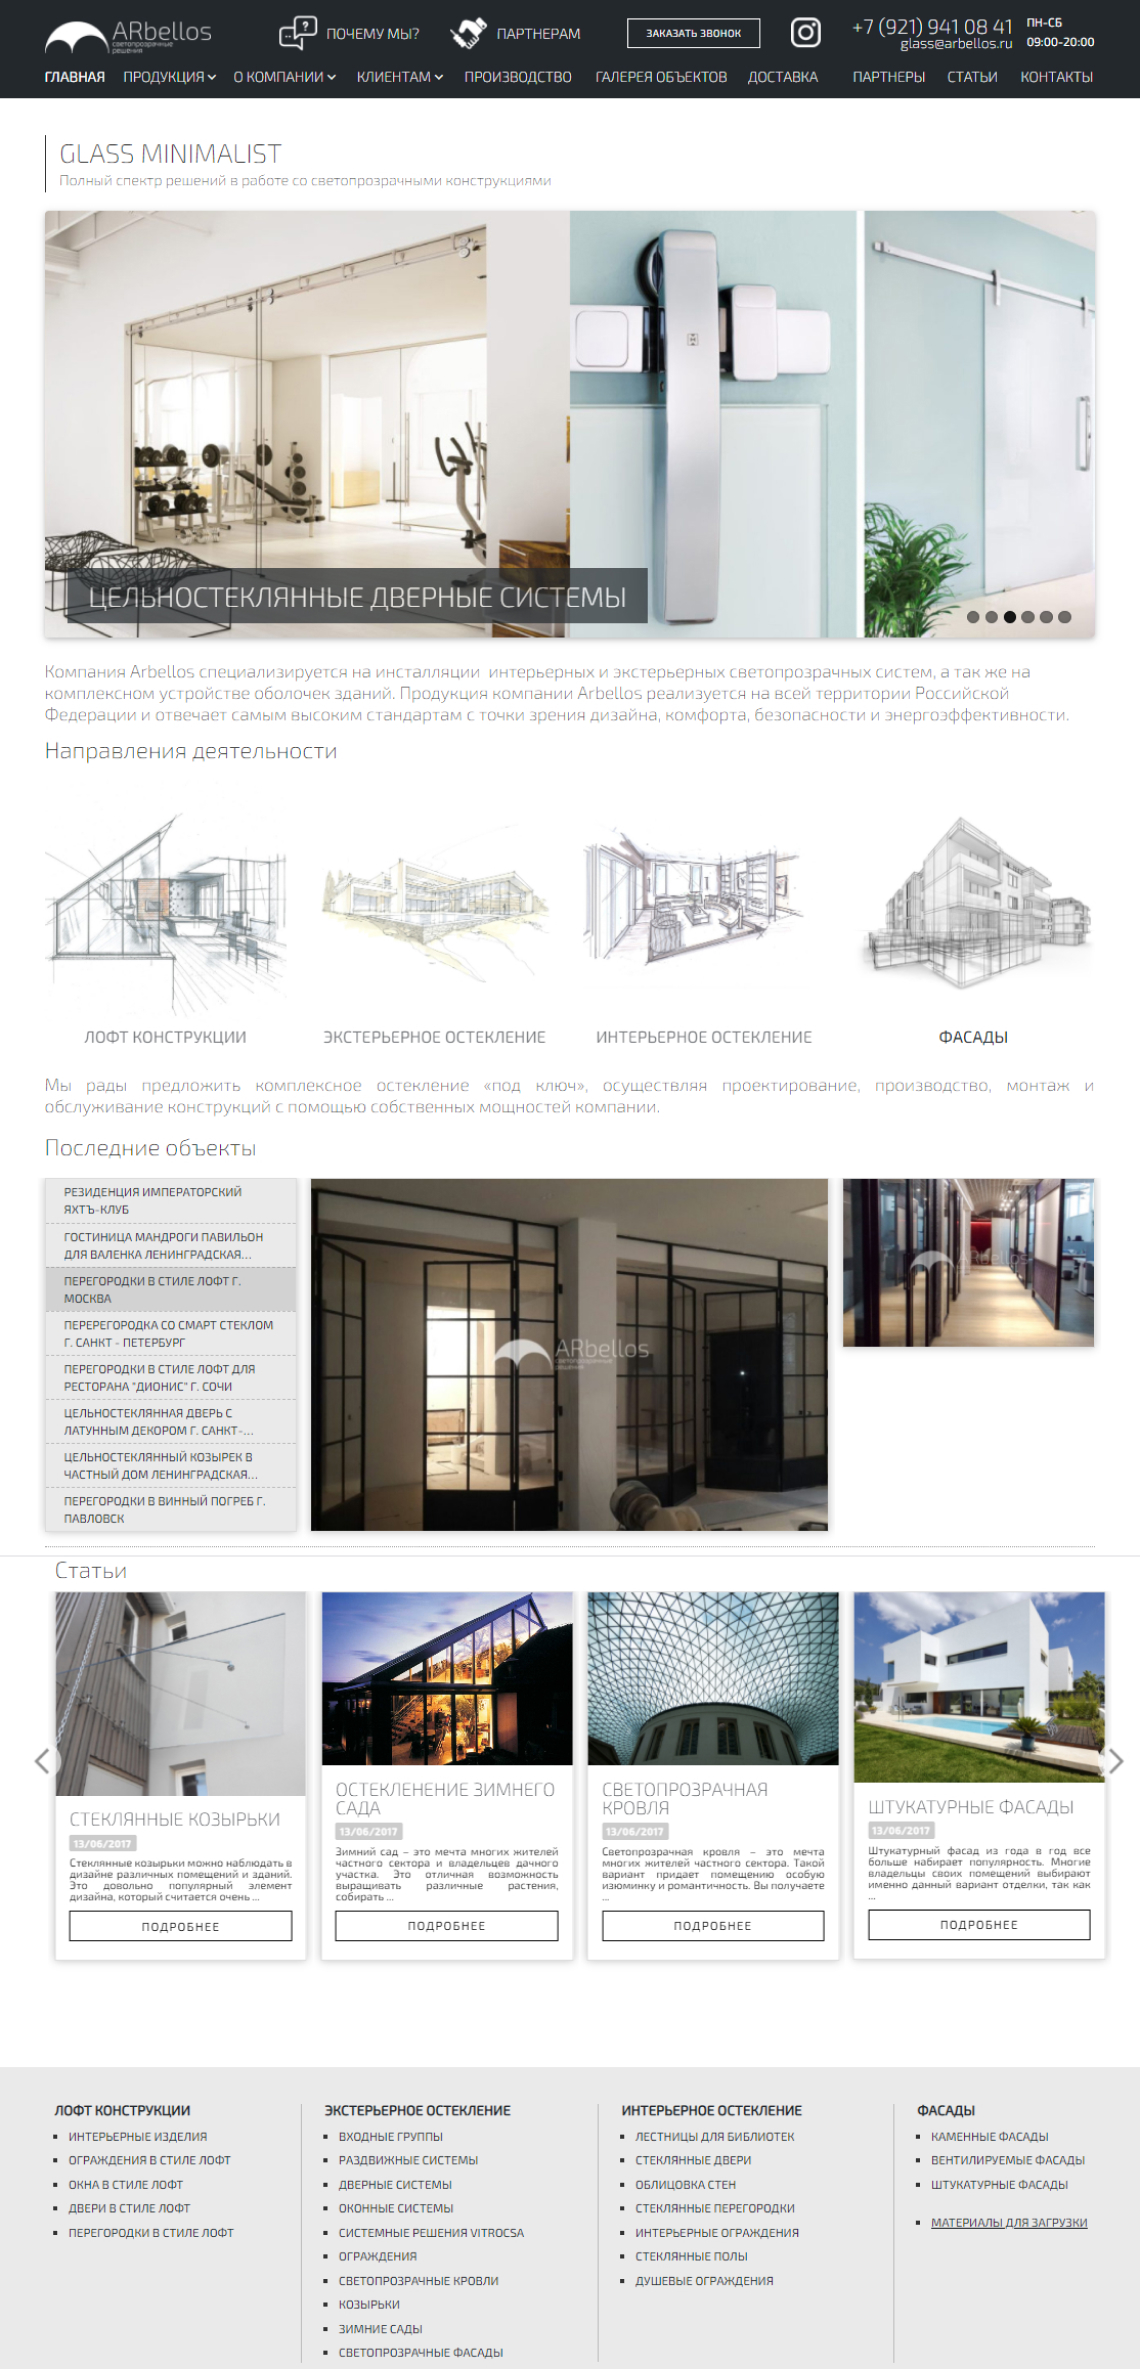 ARbellos
светопрозрачные
решения
ПОЧЕМУ МЫ?
ПАРТНЕРАМ
ЗАКАЗАТЬ ЗВОНОК
+7 (921) 941 08 41
glass@arbellos.ru
ПН-СБ
09:00-20:00
ГЛАВНАЯ ПРОДУКЦИЯ О КОМПАНИИ КЛИЕНТАМ ПРОИЗВОДСТВО ГАЛЕРЕЯ ОБЪЕКТОВ ДОСТАВКА ПАРТНЕРЫ СТАТЬИ КОНТАКТЫ
GLASS MINIMALIST
Полный спектр решений в работе со светопрозрачными конструкциями
ЦЕЛЬНОСТЕКЛЯННЫЕ ДВЕРНЫЕ СИСТЕМЫ
Компания Arbellos специализируется на инсталляции интерьерных и экстерьерных светопрозрачных систем, а так же на
комплексном устройстве оболочек зданий. Продукция компании Arbellos реализуется на всей территории Российской
Федерации и отвечает самым высоким стандартам с точки зрения дизайна, комфорта, безопасности и энергоэффективности.
Направления деятельности
ЛОФТ КОНСТРУКЦИИ
ЭКСТЕРЬЕРНОЕ ОСТЕКЛЕНИЕ
ИНТЕРЬЕРНОЕ ОСТЕКЛЕНИЕ
ФАСАДЫ
Мы рады предложить комплексное остекление «под ключ», осуществляя проектирование, производство, монтаж и
обслуживание конструкций с помощью собственных мощностей компании.
Последние объекты
РЕЗИДЕНЦИЯ ИМПЕРАТОРСКИЙ
ЯХТЪ-КЛУБ
ГОСТИНИЦА МАНДРОГИ ПАВИЛЬОН
ДЛЯ ВАЛЕНКА ЛЕНИНГРАДСКАЯ...
ПЕРЕГОРОДКИ В СТИЛЕ ЛОФТ Г.
МОСКВА
ПЕРЕРЕГОРОДКА СО СМАРТ СТЕКЛОМ
Г. САНКТ - ПЕТЕРБУРГ
ПЕРЕГОРОДКИ В СТИЛЕ ЛОФТ ДЛЯ
РЕСТОРАНА "ДИОНИС" Г. СОЧИ
ЦЕЛЬНОСТЕКЛЯННАЯ ДВЕРЬ С
ЛАТУННЫМ ДЕКОРОМ Г. САНКТ-...
ЦЕЛЬНОСТЕКЛЯННЫЙ КОЗЫРЕК В
ЧАСТНЫЙ ДОМ ЛЕНИНГРАДСКАЯ...
ПЕРЕГОРОДКИ В ВИННЫЙ ПОГРЕБ Г.
ПАВЛОВСК
ARbellos
светопрозрачные
решения
ARbellos
Статьи
СТЕКЛЯННЫЕ КОЗЫРЬКИ
13/06/2017
Стеклянные козырьки можно наблюдать в
дизайне различных помещений и зданий.
Это довольно популярный элемент
дизайна, который считается очень ...
ПОДРОБНЕЕ
ОСТЕКЛЕНЕНИЕ ЗИМНЕГО
САДА
13/06/2017
Зимний сад – это мечта многих жителей
частного сектора и владельцев дачного
участка. Это отличная возможность
выращивать различные растения,
собирать ...
ПОДРОБНЕЕ
СВЕТОПРОЗРАЧНАЯ
КРОВЛЯ
13/06/2017
Светопрозрачная кровля – это мечта
многих жителей частного сектора. Такой
вариант придает помещению особую
изюминку и романтичность. Вы получаете
...
ПОДРОБНЕЕ
ШТУКАТУРНЫЕ ФАСАДЫ
13/06/2017
Штукатурный фасад из года в год все
больше набирает популярность. Многие
владельцы своих помещений выбирают
именно данный вариант отделки, так как
...
ПОДРОБНЕЕ
ЛОФТ КОНСТРУКЦИИ
ИНТЕРЬЕРНЫЕ ИЗДЕЛИЯ
ОГРАЖДЕНИЯ В СТИЛЕ ЛОФТ
ОКНА В СТИЛЕ ЛОФТ
ДВЕРИ В СТИЛЕ ЛОФТ
ПЕРЕГОРОДКИ В СТИЛЕ ЛОФТ
ЭКСТЕРЬЕРНОЕ ОСТЕКЛЕНИЕ
ВХОДНЫЕ ГРУППЫ
РАЗДВИЖНЫЕ СИСТЕМЫ
ДВЕРНЫЕ СИСТЕМЫ
ОКОННЫЕ СИСТЕМЫ
СИСТЕМНЫЕ РЕШЕНИЯ VITROCSA
ОГРАЖДЕНИЯ
СВЕТОПРОЗРАЧНЫЕ КРОВЛИ
КОЗЫРЬКИ
ЗИМНИЕ САДЫ
СВЕТОПРОЗРАЧНЫЕ ФАСАДЫ
ИНТЕРЬЕРНОЕ ОСТЕКЛЕНИЕ
ЛЕСТНИЦЫ ДЛЯ БИБЛИОТЕК
СТЕКЛЯННЫЕ ДВЕРИ
ОБЛИЦОВКА СТЕН
СТЕКЛЯННЫЕ ПЕРЕГОРОДКИ
ИНТЕРЬЕРНЫЕ ОГРАЖДЕНИЯ
СТЕКЛЯННЫЕ ПОЛЫ
ДУШЕВЫЕ ОГРАЖДЕНИЯ
ФАСАДЫ
КАМЕННЫЕ ФАСАДЫ
ВЕНТИЛИРУЕМЫЕ ФАСАДЫ
ШТУКАТУРНЫЕ ФАСАДЫ
МАТЕРИАЛЫ ДЛЯ ЗАГРУЗКИ